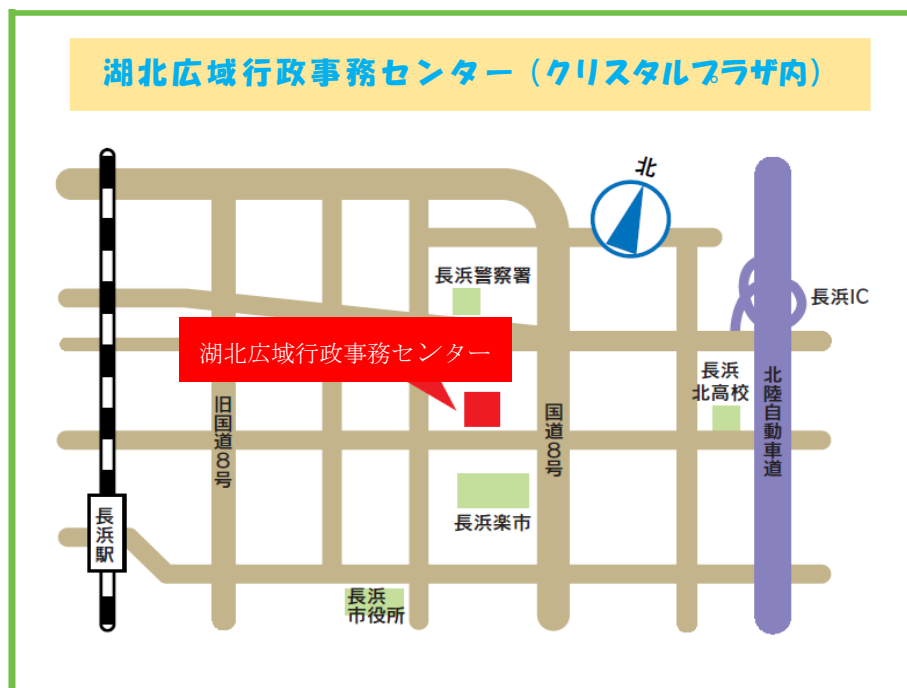 湖北広域行政事務センター（クリスタルプラザ内）
北
長浜警察署
長浜IC
湖北広域行政事務センター
長浜
北高校
北陸自動車道
旧国道8号
国道8号
長浜楽市
長浜駅
長浜
市役所